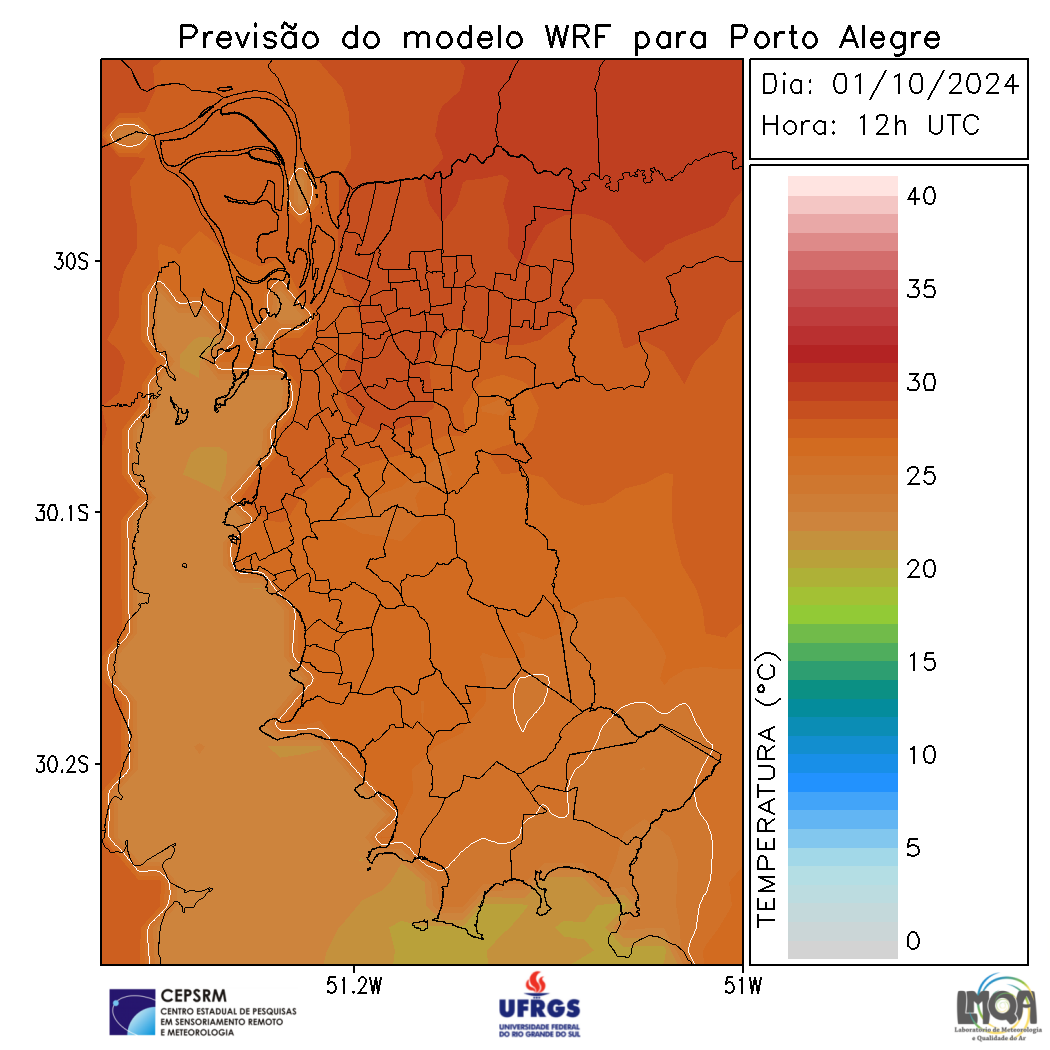 Previsão do modelo WRF para Porto Alegre
Dia: 01/10/2024
Hora: 12h UTC
40
35
30
25
20
15
10
5
0
TEMPERATURA (°C)
30S
30.1S
30.2S
51.2W
51W
CEPSRM
CENTRO ESTADUAL DE PESQUISAS
EM SENSORIAMENTO REMOTO
E METEOROLOGIA
UFRGS
UNIVERSIDADE FEDERAL
DO RIO GRANDE DO SUL
LMQA
Laboratório de Meteorologia
e Qualidade do Ar